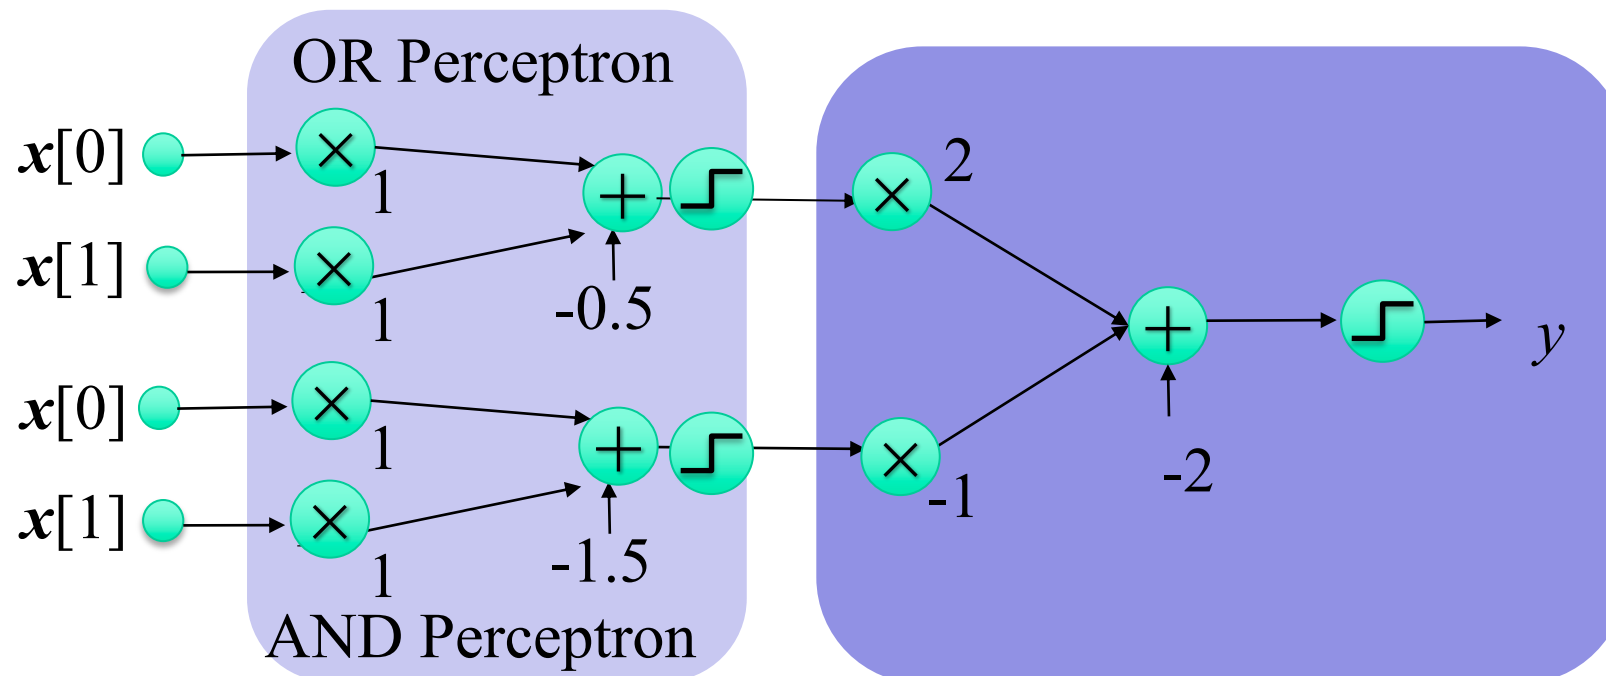 OR Perceptron
x[0]
×
1
+
2
×
x[1]
×
1
-0.5
+
y
x[0]
×
1
+
×
-1
-2
x[1]
×
1
-1.5
AND Perceptron